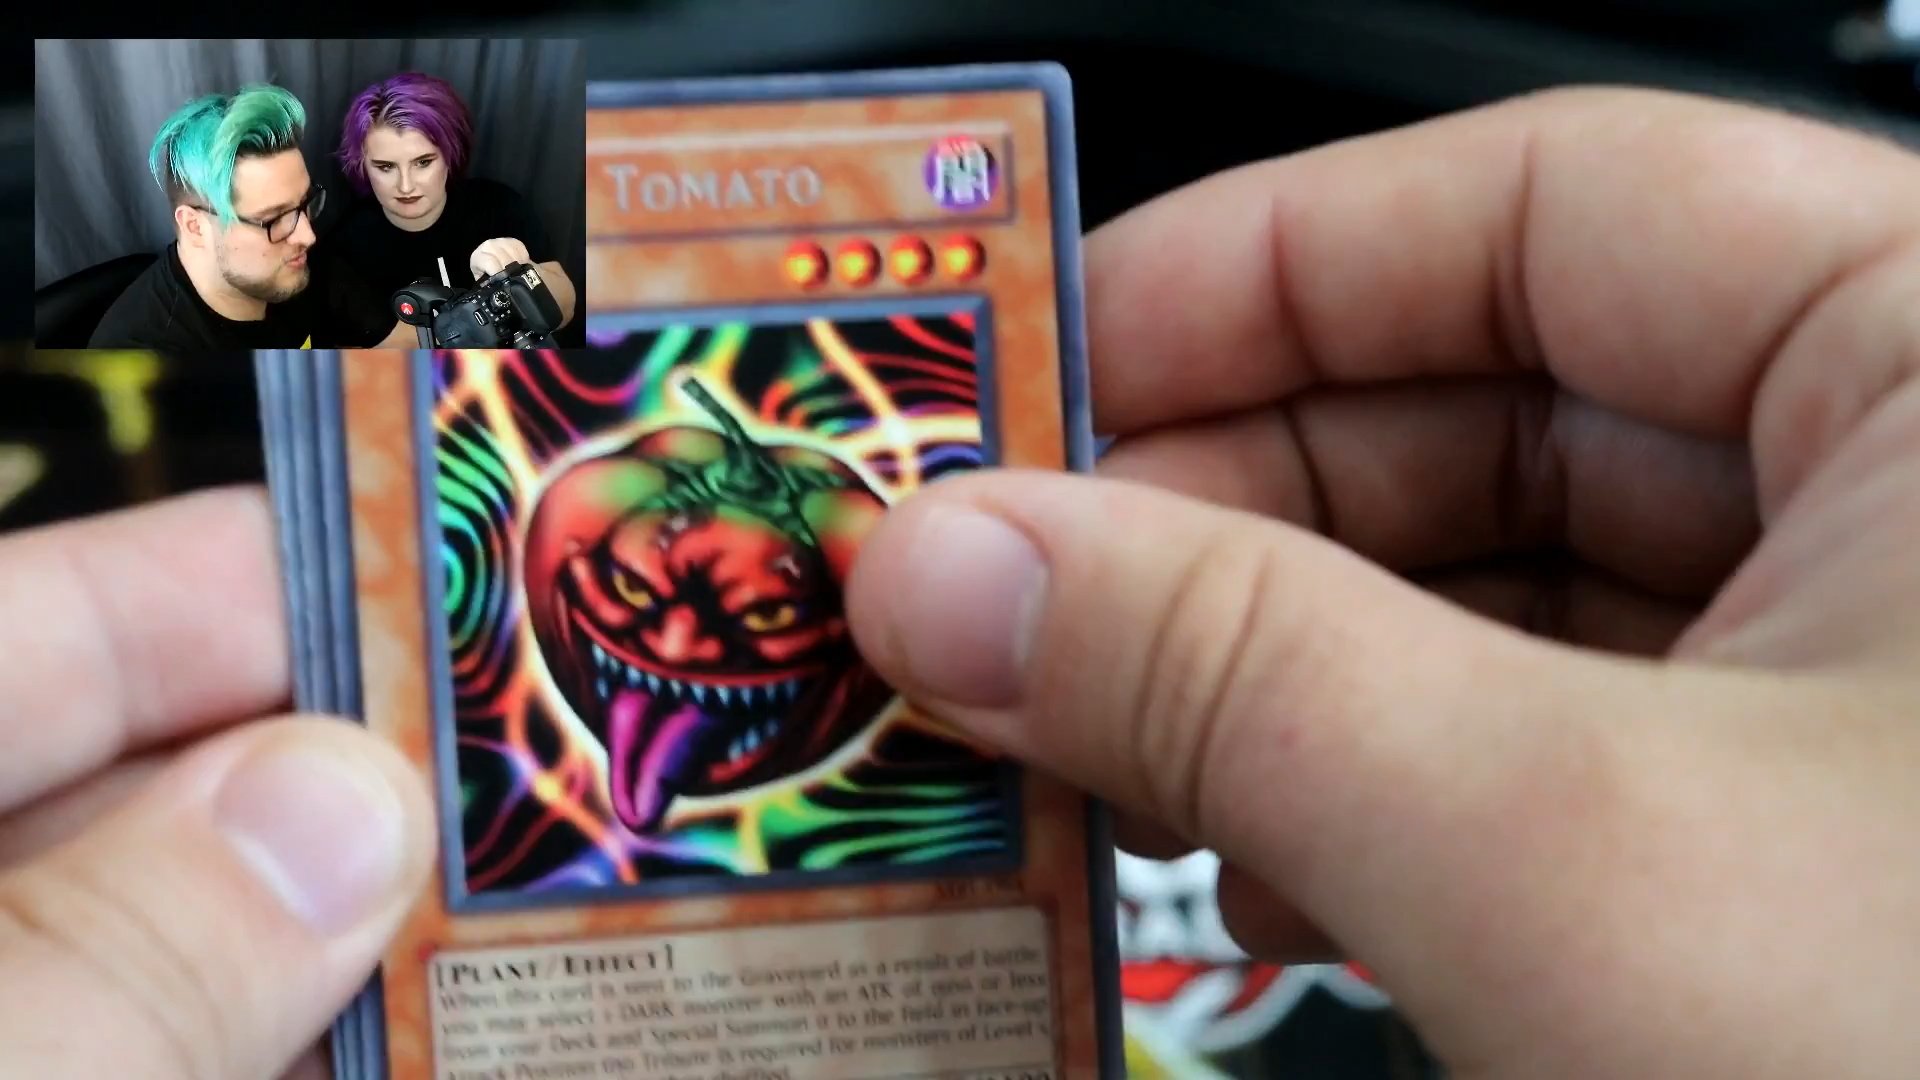 TOMATO
闇
[PLANT/EFFECT]
When this card is sent to the Graveyard as a result of battle,
you may select 1 DARK monster with an ATK of 1500 or less
from your Deck and Special Summon it to the field in face-up
Attack Position (no Tribute is required for monsters of Level 5
shuffled.